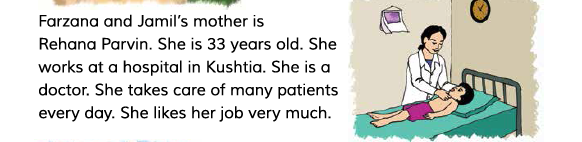 Farzana and Jamil's mother is
Rehana Parvin. She is 33 years old. She
works at a hospital in Kushtia. She is a
doctor. She takes care of many patients
every day. She likes her job very much.